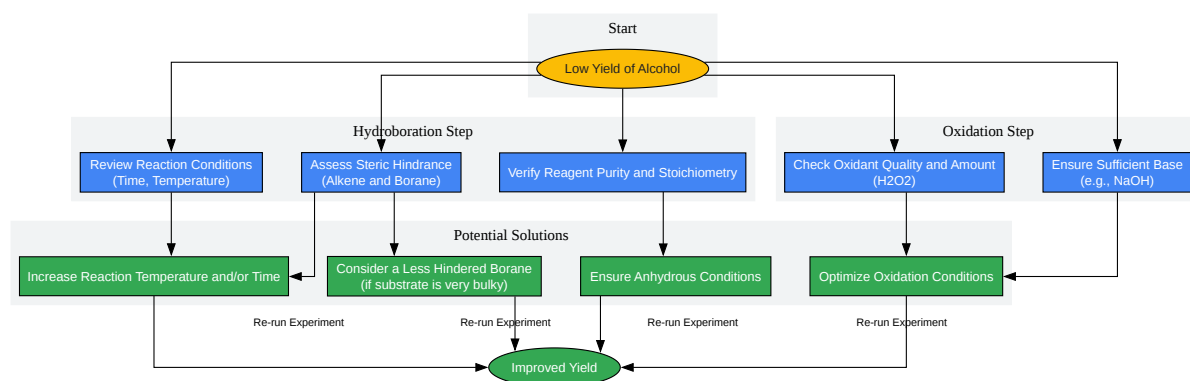 Start
Low Yield of Alcohol
Hydroboration Step
Oxidation Step
Review Reaction Conditions
(Time, Temperature)
Assess Steric Hindrance
(Alkene and Borane)
Verify Reagent Purity and Stoichiometry
Check Oxidant Quality and Amount
(H2O2)
Ensure Sufficient Base
(e.g., NaOH)
Potential Solutions
Increase Reaction Temperature and/or Time
Consider a Less Hindered Borane
(if substrate is very bulky)
Ensure Anhydrous Conditions
Optimize Oxidation Conditions
Re-run Experiment
Re-run Experiment
Re-run Experiment
Re-run Experiment
Improved Yield